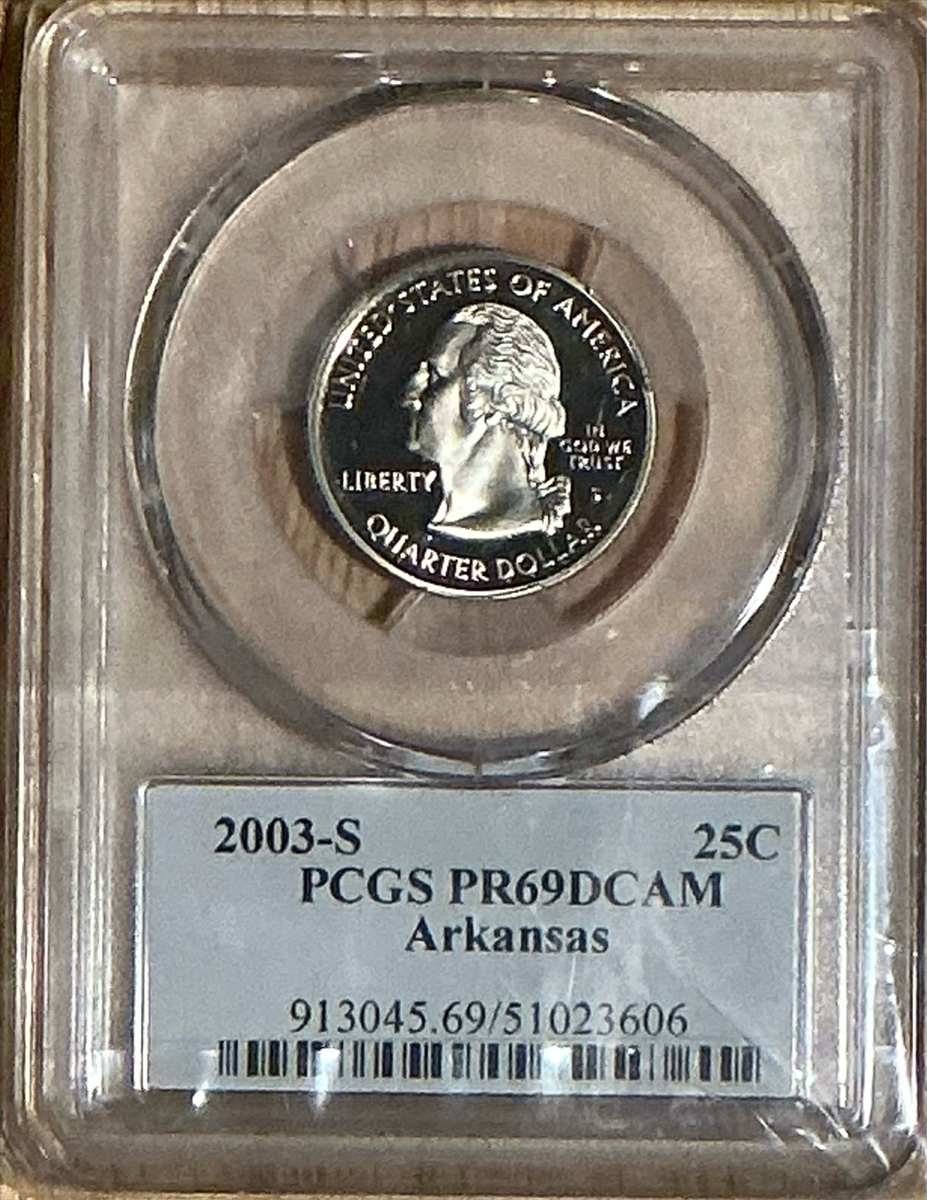 UNITED STATES OF AMERICA
IN
GOD WE
TRUST
LIBERTY
QUARTER DOLLAR
2003-S 25C
PCGS PR69DCAM
Arkansas
913045.69/51023606